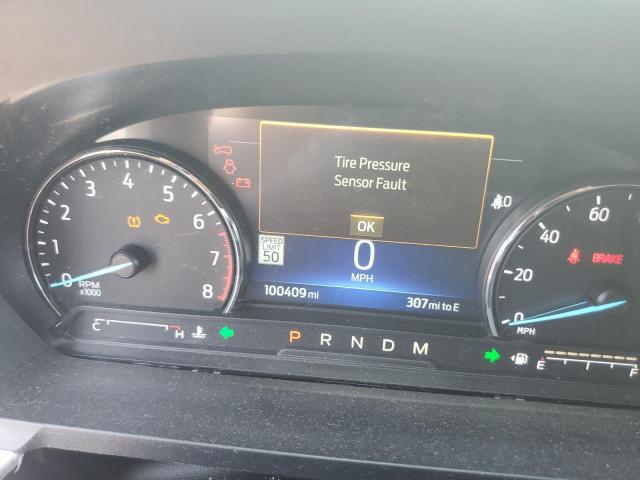 Tire Pressure
Sensor Fault
OK
SPEED
LIMIT
50
0
MPH
100409 mi
307 mi to E
0
1
2
3
4
5
6
7
8
RPM
x1000
C
H
P R N D M
0
20
40
60
MPH
BRAKE
E
F